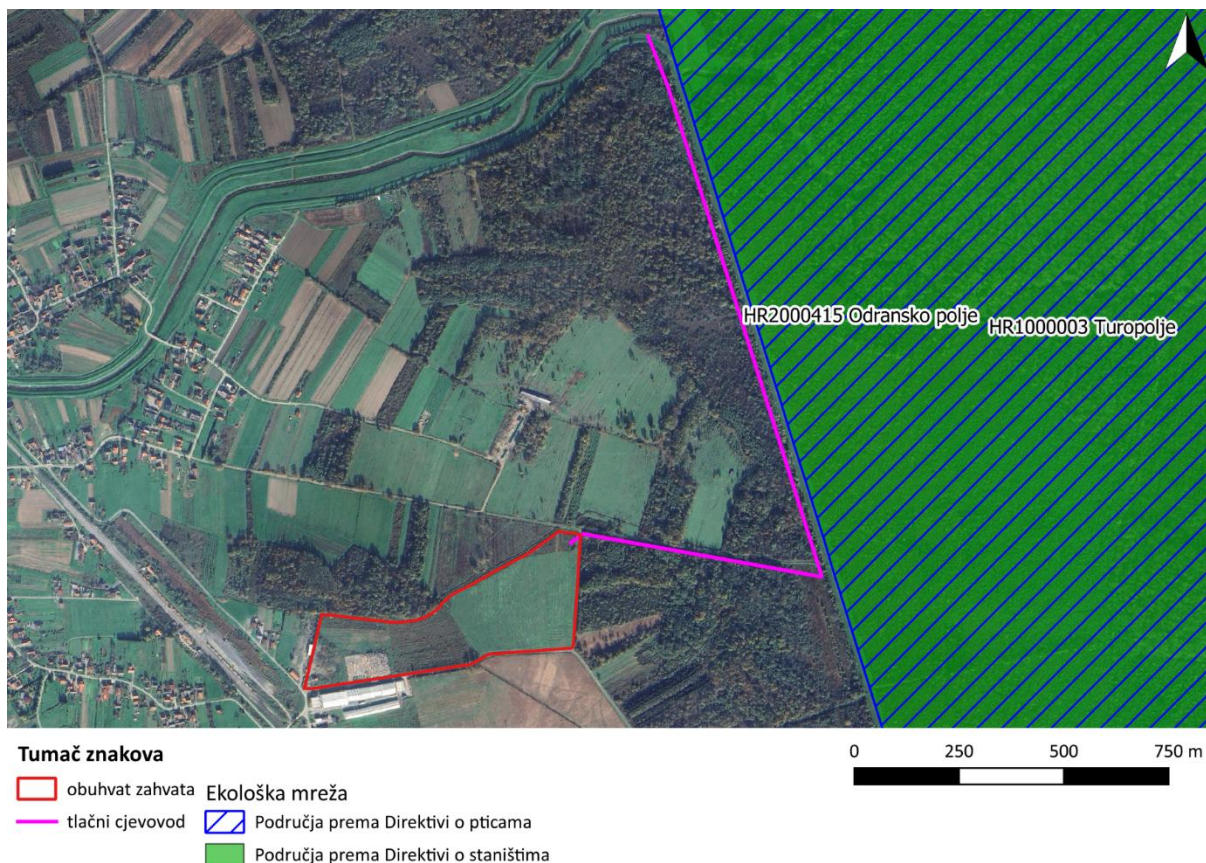 HR2000415 Odransko polje
HR1000003 Turopolje
Tumač znakova
obuhvat zahvata
tlačni cjevovod
Ekološka mreža
Područja prema Direktivi o pticama
Područja prema Direktivi o staništima
0 250 500 750 m